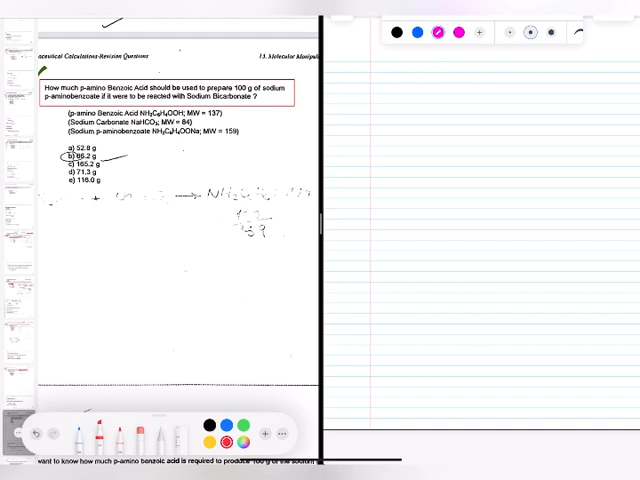 aceutical Calculations-Revision Questions
13. Molecular Manipula
How much p-amino Benzoic Acid should be used to prepare 100 g of sodium
p-aminobenzoate if it were to be reacted with Sodium Bicarbonate ?
(p-amino Benzoic Acid NH₂C₆H₄OOH; MW = 137)
(Sodium Carbonate NaHCO₃; MW = 84)
(Sodium p-aminobenzoate NH₂C₆H₄OONa; MW = 159)
a) 52.8 g
b) 86.2 g
c) 165.2 g
d) 71.3 g
e) 116.0 g
+ →
want to know how much p-amino benzoic acid is required to produce 100 g of the sodium